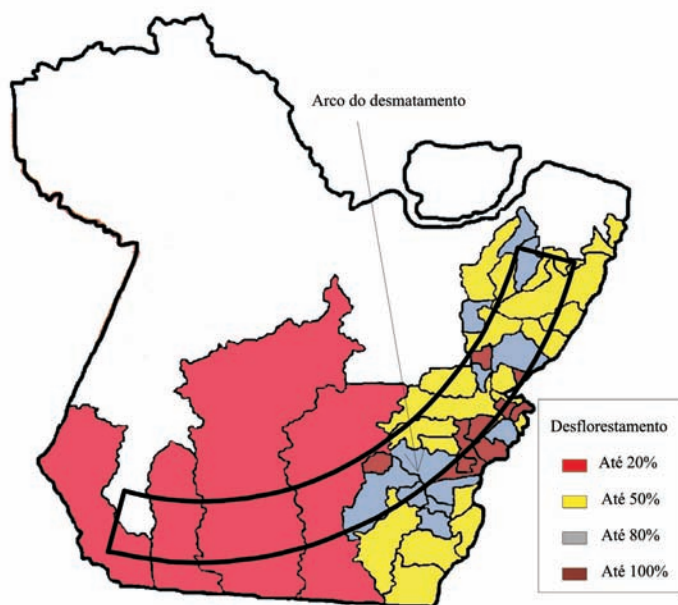 Arco do desmatamento
Desflorestamento
Até 20%
Até 50%
Até 80%
Até 100%